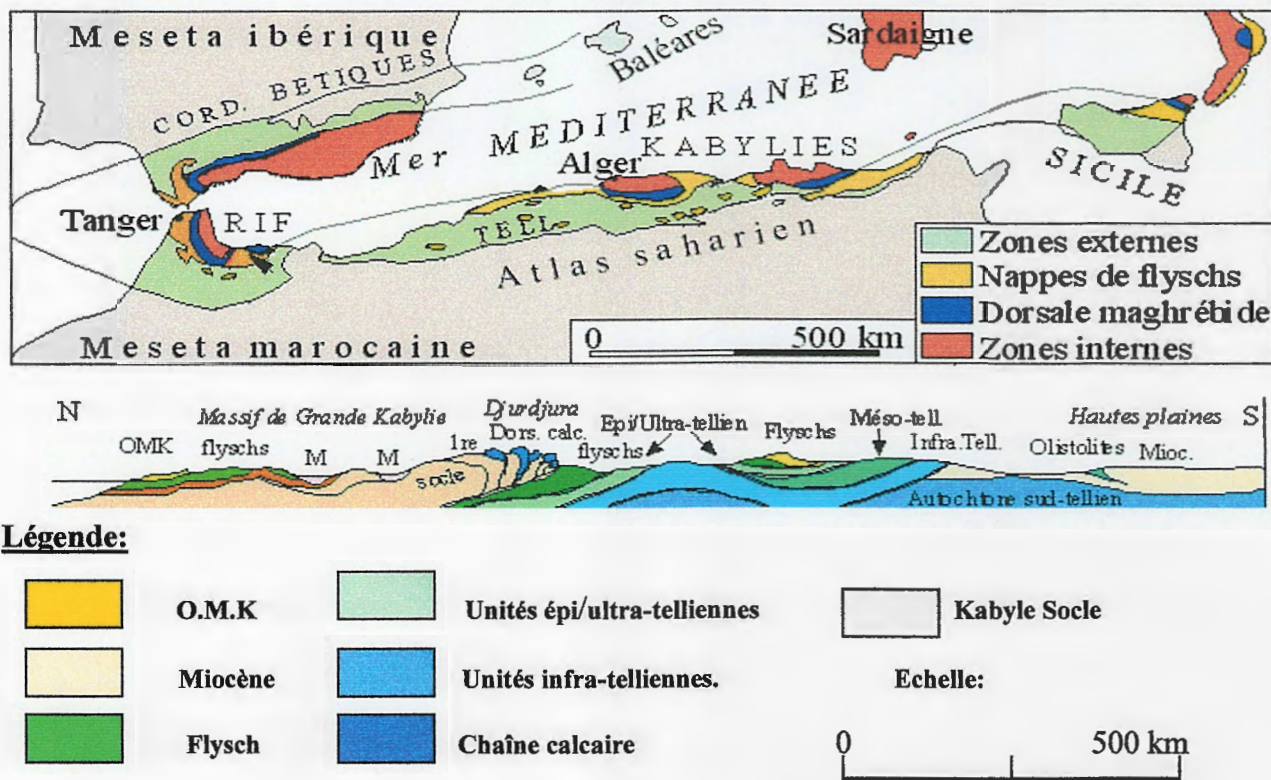 Meseta ibérique
CORD. BETIQUES
Baléares
Sardaigne
Mer MEDITERRANEE
Alger
KABYLIES
Tanger
RIF
TELL
Atlas saharien
SICILE
Meseta marocaine
0 500 km
Zones externes
Nappes de flyschs
Dorsale maghrébide
Zones internes
N
Massif de Grande Kabylie
Djurdjura
Hautes plaines
S
OMK
flyschs
M
M
1re
Dors. calc.
flyschs
Epi/Ultra-tellien
Flyschs
Méso-tell.
Infra.Tell.
Olistolites
Mioc.
socle
Autochtone sud-tellien
Légende:
O.M.K
Unités épi/ultra-telliennes
Kabyle Socle
Miocène
Unités infra-telliennes.
Echelle:
Flysch
Chaîne calcaire
0 500 km